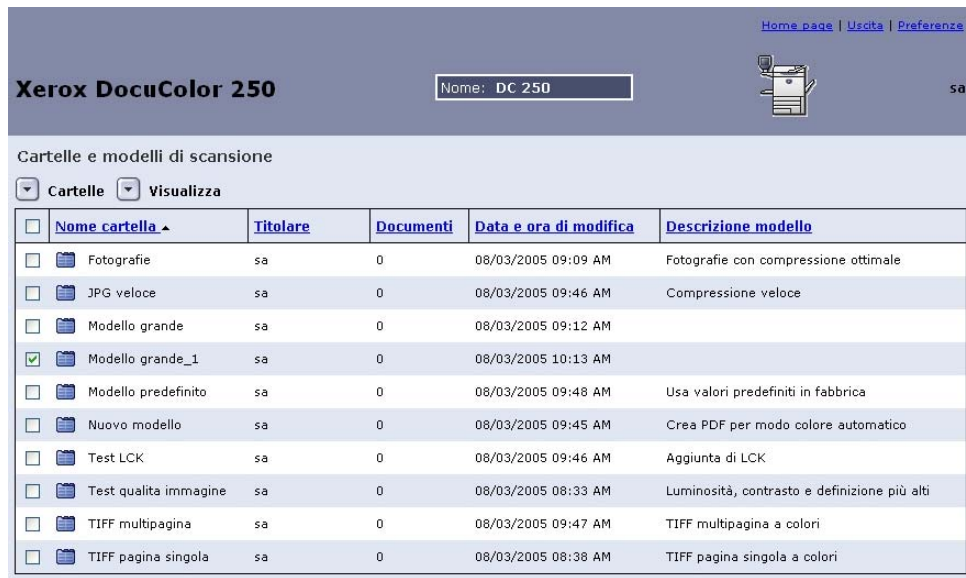 Home page | Uscita | Preferenze
Xerox DocuColor 250
Nome: DC 250
sa
Cartelle e modelli di scansione
Cartelle Visualizza
Nome cartella Titolare Documenti Data e ora di modifica Descrizione modello
Fotografie sa 0 08/03/2005 09:09 AM Fotografie con compressione ottimale
JPG veloce sa 0 08/03/2005 09:46 AM Compressione veloce
Modello grande sa 0 08/03/2005 09:12 AM
Modello grande_1 sa 0 08/03/2005 10:13 AM
Modello predefinito sa 0 08/03/2005 09:48 AM Usa valori predefiniti in fabbrica
Nuovo modello sa 0 08/03/2005 09:45 AM Crea PDF per modo colore automatico
Test LCK sa 0 08/03/2005 09:46 AM Aggiunta di LCK
Test qualita immagine sa 0 08/03/2005 08:33 AM Luminosità, contrasto e definizione più alti
TIFF multipagina sa 0 08/03/2005 09:47 AM TIFF multipagina a colori
TIFF pagina singola sa 0 08/03/2005 08:38 AM TIFF pagina singola a colori